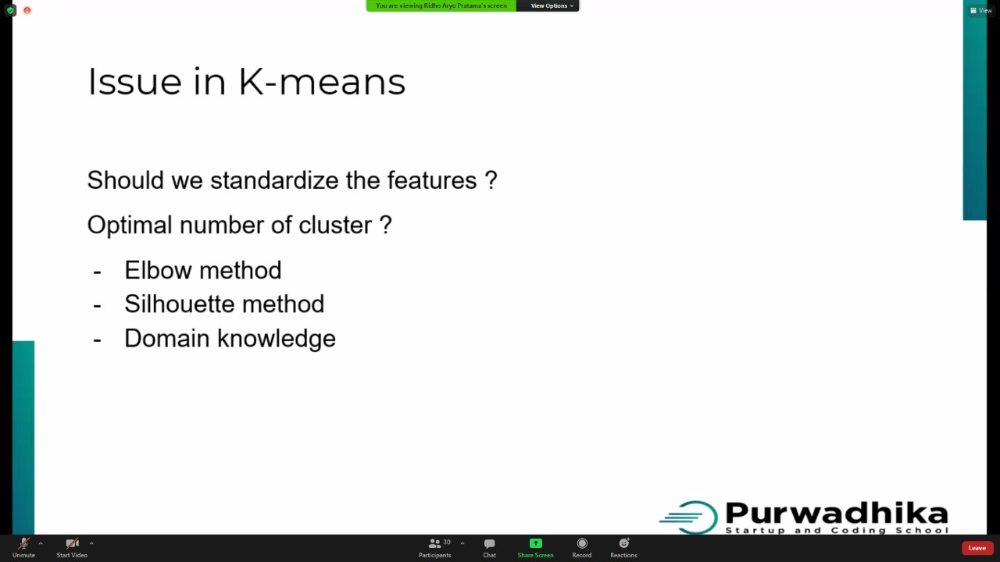 You are viewing Ridho Aryo Pratama's screen
View Options
View
Issue in K-means
Should we standardize the features ?
Optimal number of cluster ?
- Elbow method
- Silhouette method
- Domain knowledge
Purwadhika
Startup and Coding School
Unmute
Start Video
30
Participants
Chat
Share Screen
Record
Reactions
Leave